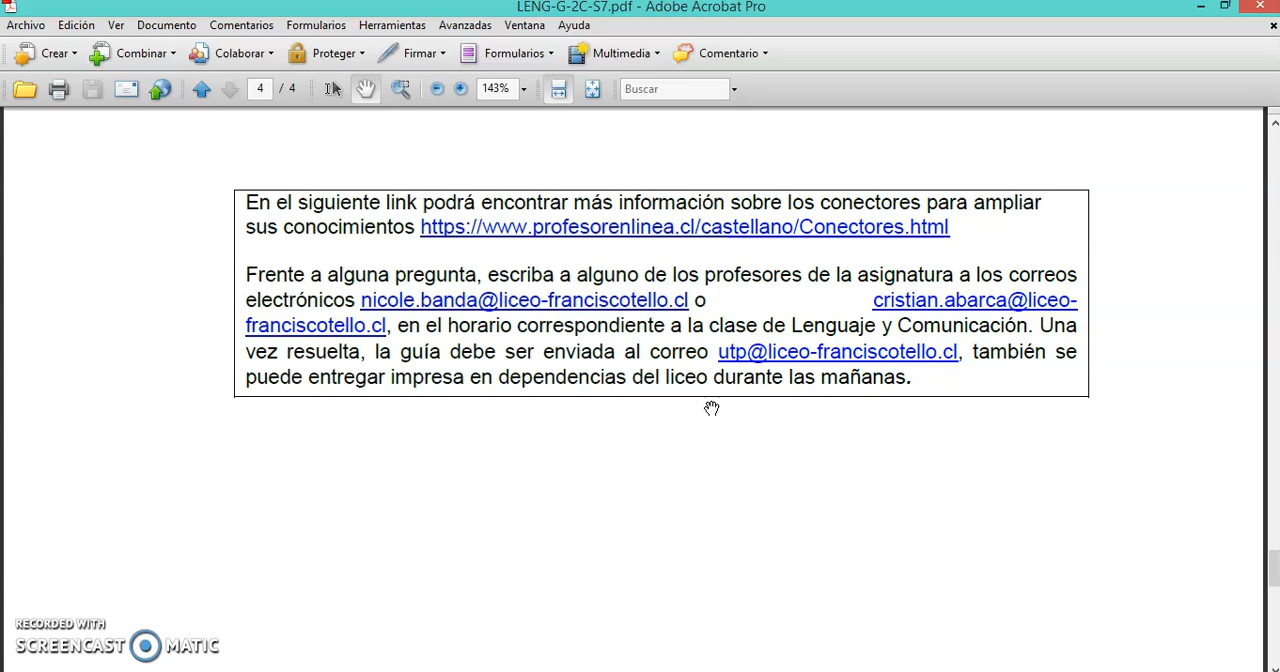 LENG-G-2C-S7.pdf - Adobe Acrobat Pro
Archivo Edición Ver Documento Comentarios Formularios Herramientas Avanzadas Ventana Ayuda
Crear Combinar Colaborar Proteger Firmar Formularios Multimedia Comentario
4 / 4 143% Buscar
En el siguiente link podrá encontrar más información sobre los conectores para ampliar
sus conocimientos https://www.profesorenlinea.cl/castellano/Conectores.html
Frente a alguna pregunta, escriba a alguno de los profesores de la asignatura a los correos
electrónicos nicole.banda@liceo-franciscotello.cl o cristian.abarca@liceo-
franciscotello.cl, en el horario correspondiente a la clase de Lenguaje y Comunicación. Una
vez resuelta, la guía debe ser enviada al correo utp@liceo-franciscotello.cl, también se
puede entregar impresa en dependencias del liceo durante las mañanas.
RECORDED WITH
SCREENCAST MATIC